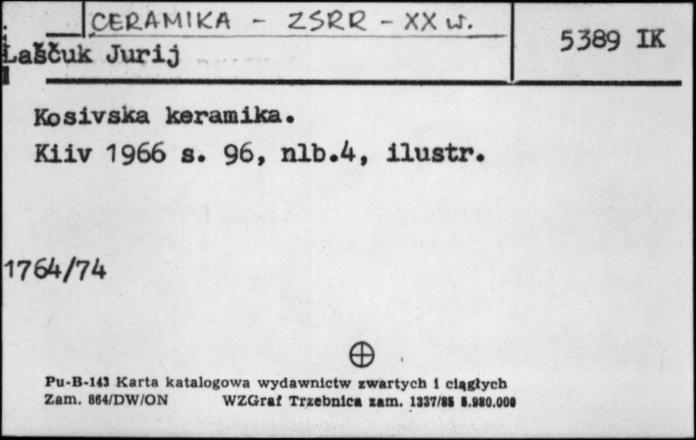 CERAMIKA - ZSRR - XX w.
5389 IK
Laščuk Jurij
Kosivska keramika.
Kiiv 1966 s. 96, nlb.4, ilustr.
1764/74
Pu-B-143 Karta katalogowa wydawnictw zwartych i ciągłych
Zam. 864/DW/ON WZGraf Trzebnica zam. 1337/85 5.980.000